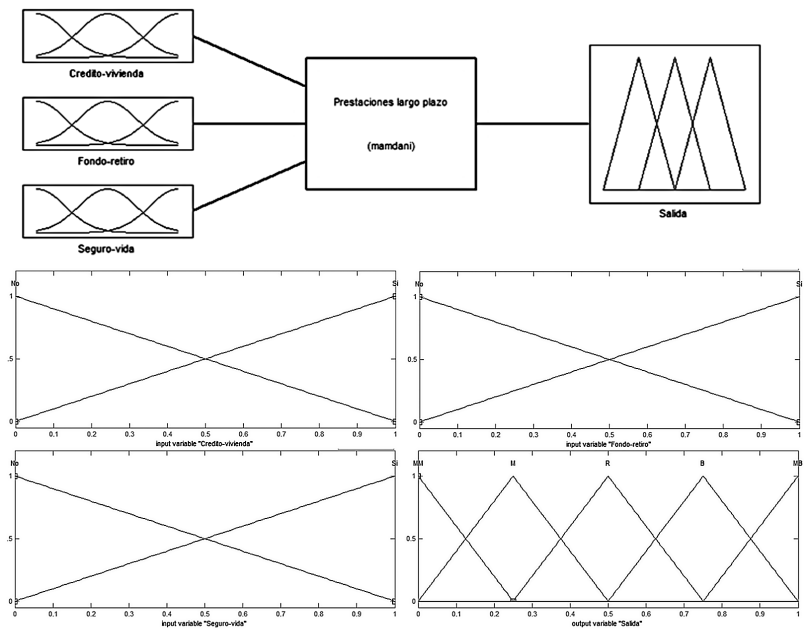 Credito-vivienda
Prestaciones largo plazo
(mamdani)
Fondo-retiro
Salida
Seguro-vida
No Si
1
.5
0
0 0.1 0.2 0.3 0.4 0.5 0.6 0.7 0.8 0.9 1
input variable "Credito-vivienda"
No Si
1
0.5
0
0 0.1 0.2 0.3 0.4 0.5 0.6 0.7 0.8 0.9 1
input variable "Fondo-retiro"
No Si
1
.5
0
0 0.1 0.2 0.3 0.4 0.5 0.6 0.7 0.8 0.9 1
input variable "Seguro-vida"
MM M R B MB
1
0.5
0
0 0.1 0.2 0.3 0.4 0.5 0.6 0.7 0.8 0.9 1
output variable "Salida"